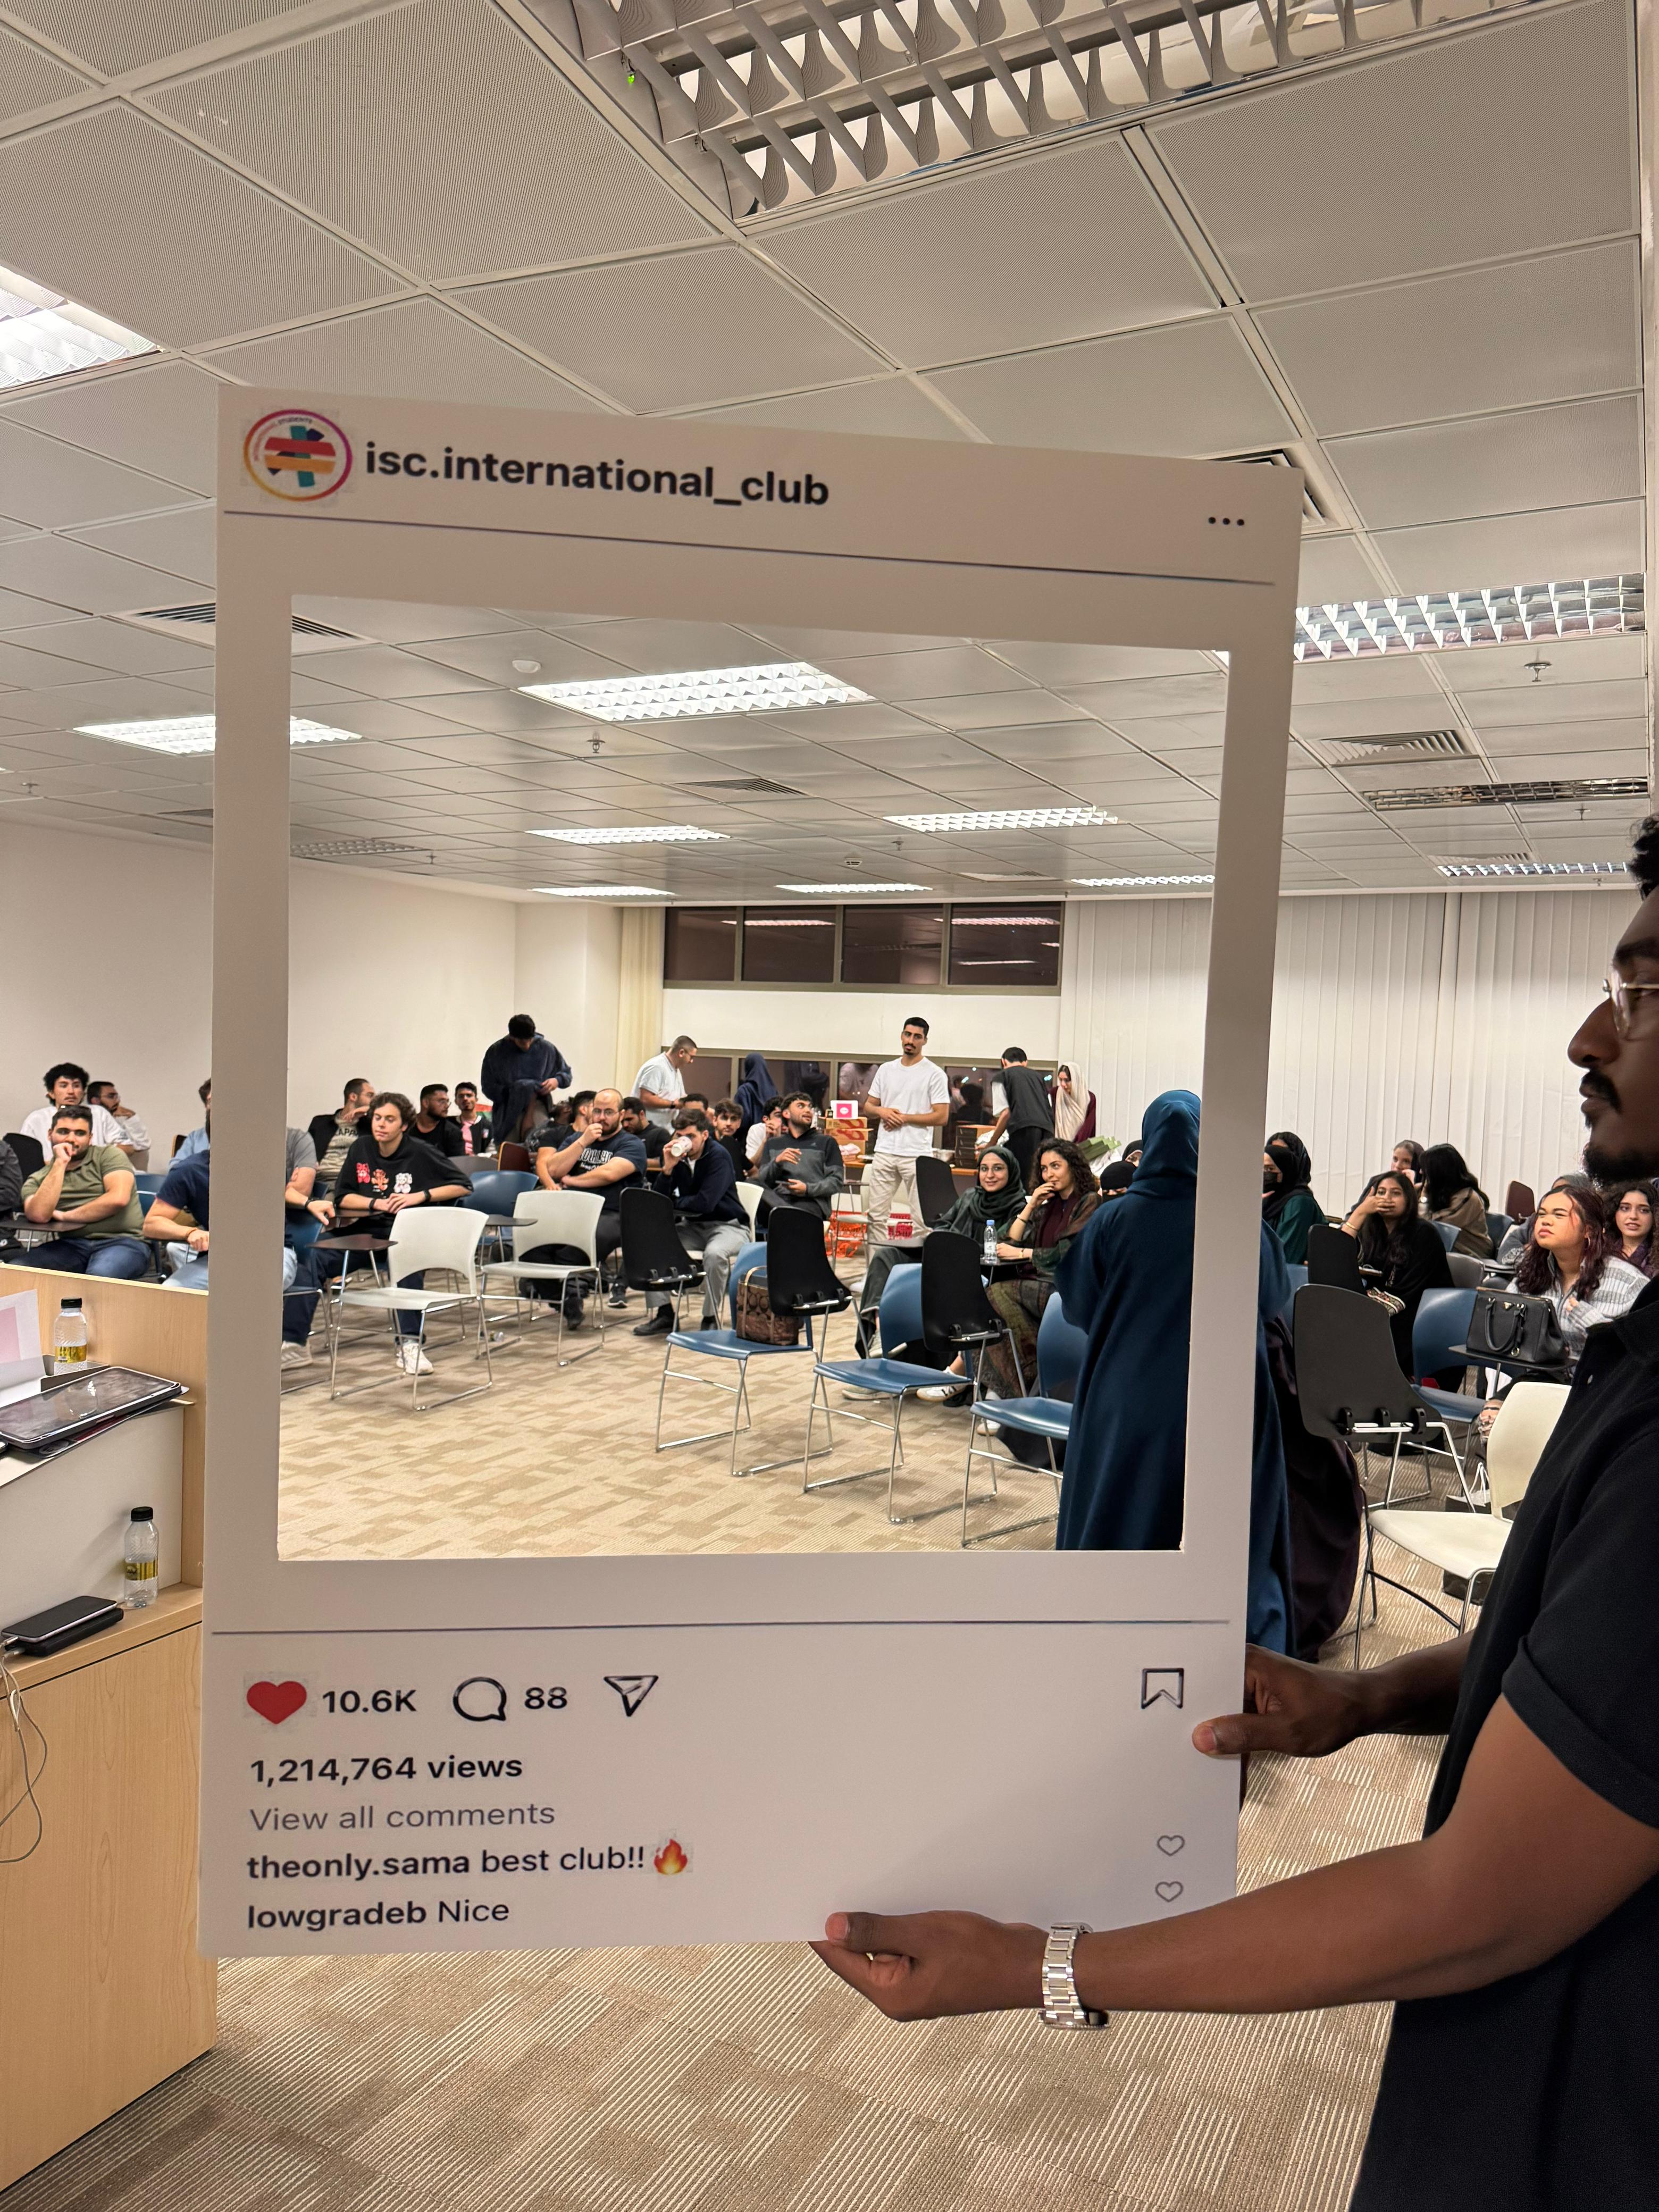 isc.international_club
10.6K 88
1,214,764 views
View all comments
theonly.sama best club!!🔥
lowgradeb Nice